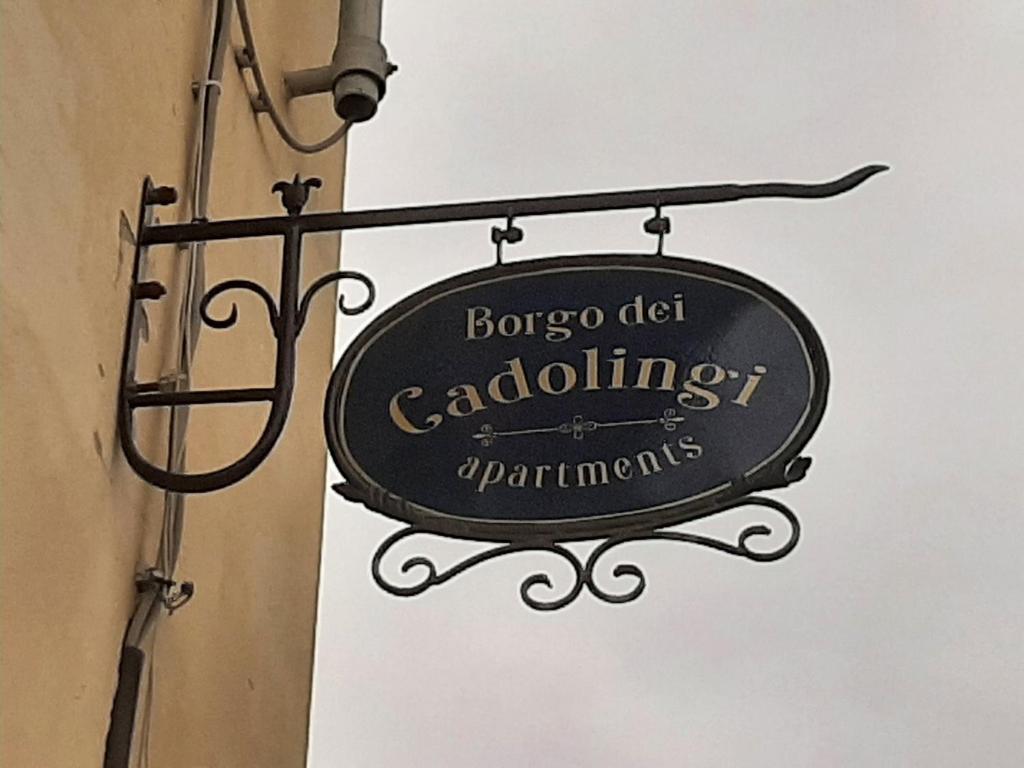 Borgo dei
Cadolingi
apartments